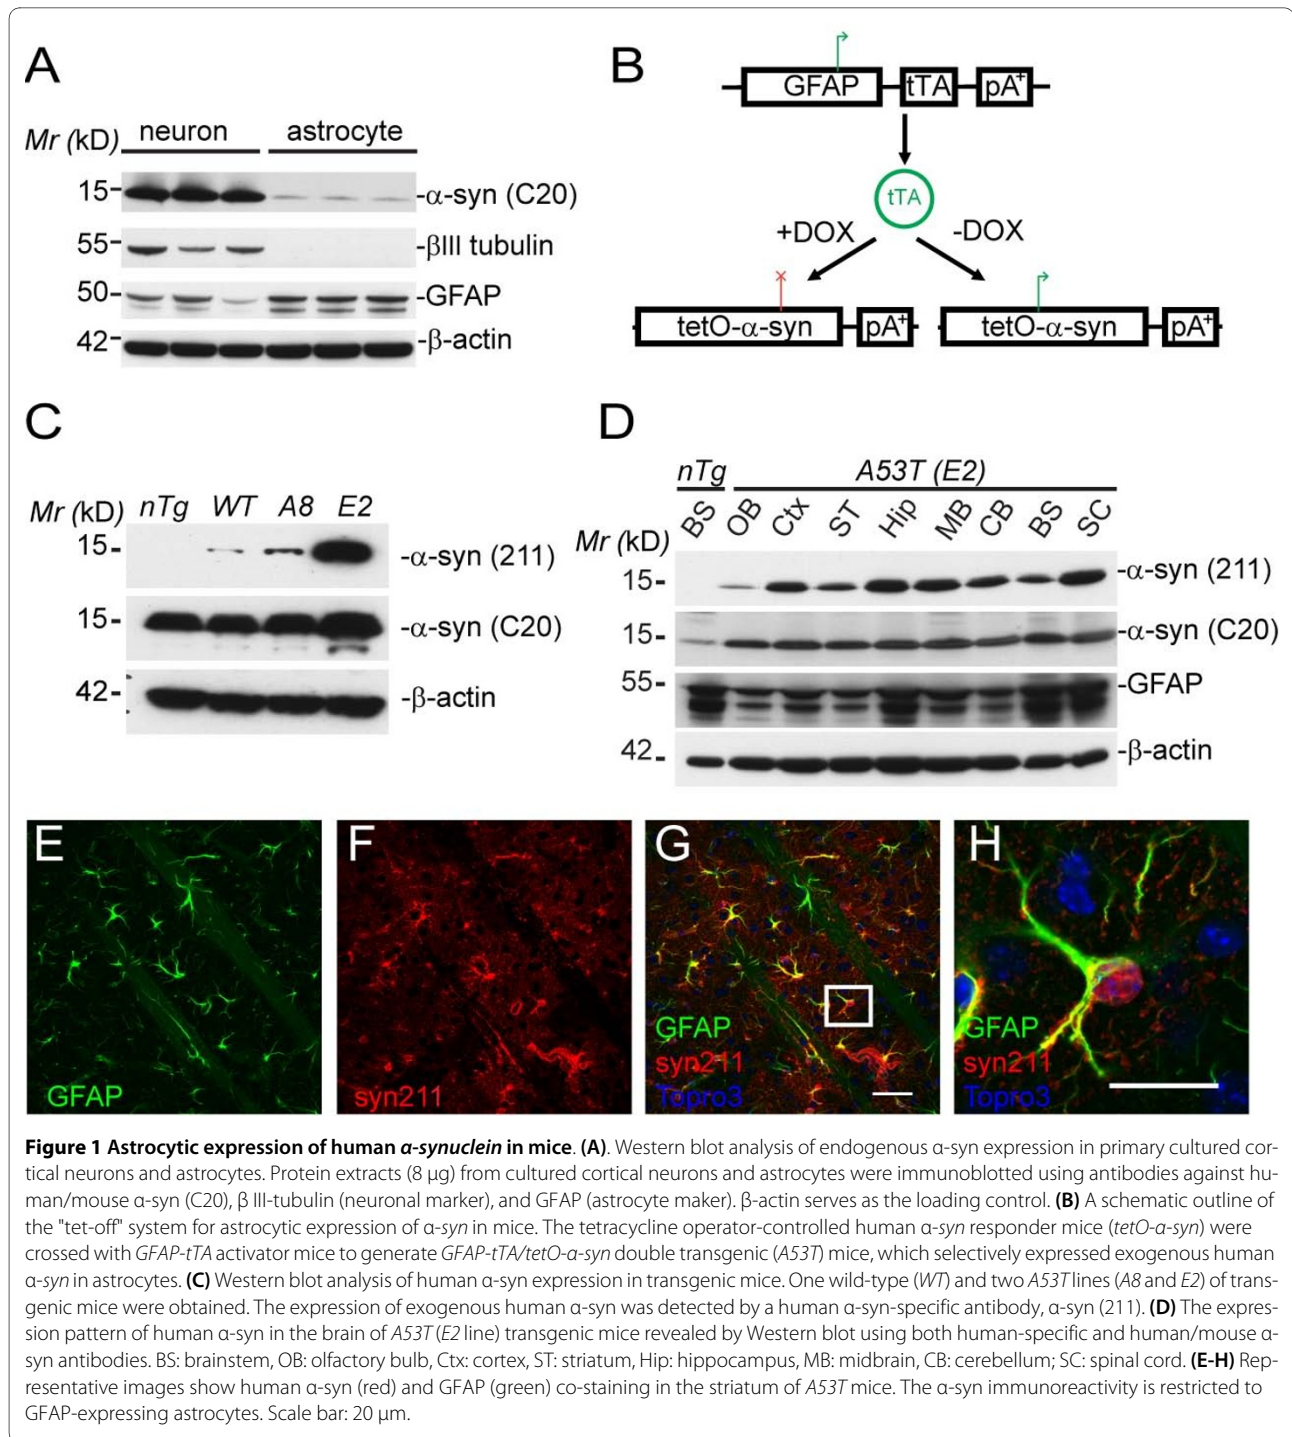 A
B
Mr (kD)
neuron
astrocyte
15
-α-syn (C20)
55
-βIII tubulin
50
-GFAP
42
-β-actin
GFAP
tTA
pA+
tTA
+DOX
-DOX
tetO-α-syn
pA+
tetO-α-syn
pA+
C
D
Mr (kD)
nTg
WT
A8
E2
15
-α-syn (211)
15
-α-syn (C20)
42
-β-actin
nTg
A53T (E2)
BS
OB
Ctx
ST
Hip
MB
CB
BS
SC
Mr (kD)
15
-α-syn (211)
15
-α-syn (C20)
55
-GFAP
42
-β-actin
E
GFAP
F
syn211
G
GFAP
syn211
Topro3
H
GFAP
syn211
Topro3
Figure 1 Astrocytic expression of human α-synuclein in mice. (A). Western blot analysis of endogenous α-syn expression in primary cultured cor-
tical neurons and astrocytes. Protein extracts (8 μg) from cultured cortical neurons and astrocytes were immunoblotted using antibodies against hu-
man/mouse α-syn (C20), β III-tubulin (neuronal marker), and GFAP (astrocyte maker). β-actin serves as the loading control. (B) A schematic outline of
the "tet-off" system for astrocytic expression of α-syn in mice. The tetracycline operator-controlled human α-syn responder mice (tetO-α-syn) were
crossed with GFAP-tTA activator mice to generate GFAP-tTA/tetO-α-syn double transgenic (A53T) mice, which selectively expressed exogenous human
α-syn in astrocytes. (C) Western blot analysis of human α-syn expression in transgenic mice. One wild-type (WT) and two A53T lines (A8 and E2) of trans-
genic mice were obtained. The expression of exogenous human α-syn was detected by a human α-syn-specific antibody, α-syn (211). (D) The expres-
sion pattern of human α-syn in the brain of A53T (E2 line) transgenic mice revealed by Western blot using both human-specific and human/mouse α-
syn antibodies. BS: brainstem, OB: olfactory bulb, Ctx: cortex, ST: striatum, Hip: hippocampus, MB: midbrain, CB: cerebellum; SC: spinal cord. (E-H) Rep-
resentative images show human α-syn (red) and GFAP (green) co-staining in the striatum of A53T mice. The α-syn immunoreactivity is restricted to
GFAP-expressing astrocytes. Scale bar: 20 μm.